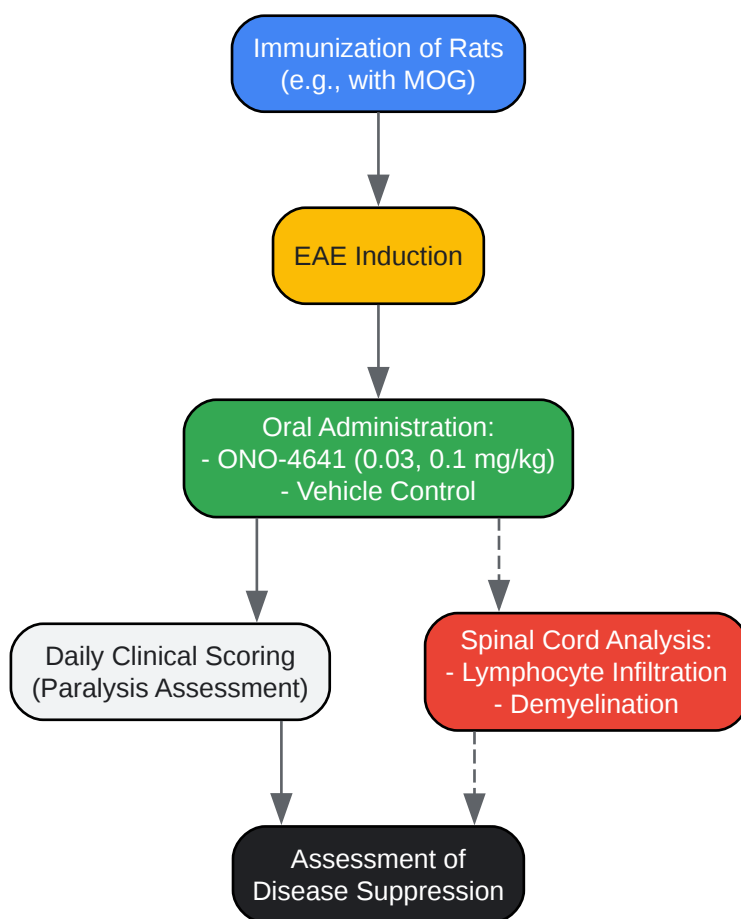 Immunization of Rats
(e.g., with MOG)
EAE Induction
Oral Administration:
- ONO-4641 (0.03, 0.1 mg/kg)
- Vehicle Control
Daily Clinical Scoring
(Paralysis Assessment)
Spinal Cord Analysis:
- Lymphocyte Infiltration
- Demyelination
Assessment of
Disease Suppression